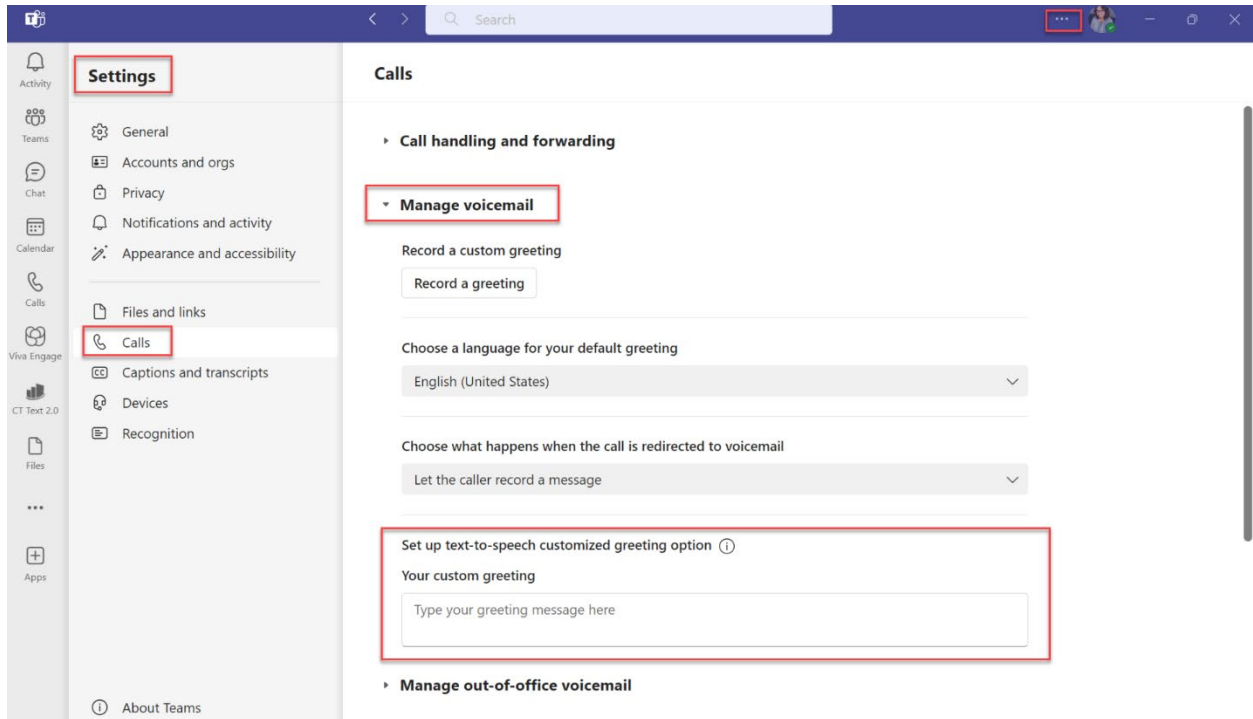 Search
Activity
Teams
Chat
Calendar
Calls
Viva Engage
CT Text 2.0
Files
Apps
Settings
General
Accounts and orgs
Privacy
Notifications and activity
Appearance and accessibility
Files and links
Calls
CC Captions and transcripts
Devices
Recognition
About Teams
Calls
Call handling and forwarding
Manage voicemail
Record a custom greeting
Record a greeting
Choose a language for your default greeting
English (United States)
Choose what happens when the call is redirected to voicemail
Let the caller record a message
Set up text-to-speech customized greeting option
Your custom greeting
Type your greeting message here
Manage out-of-office voicemail